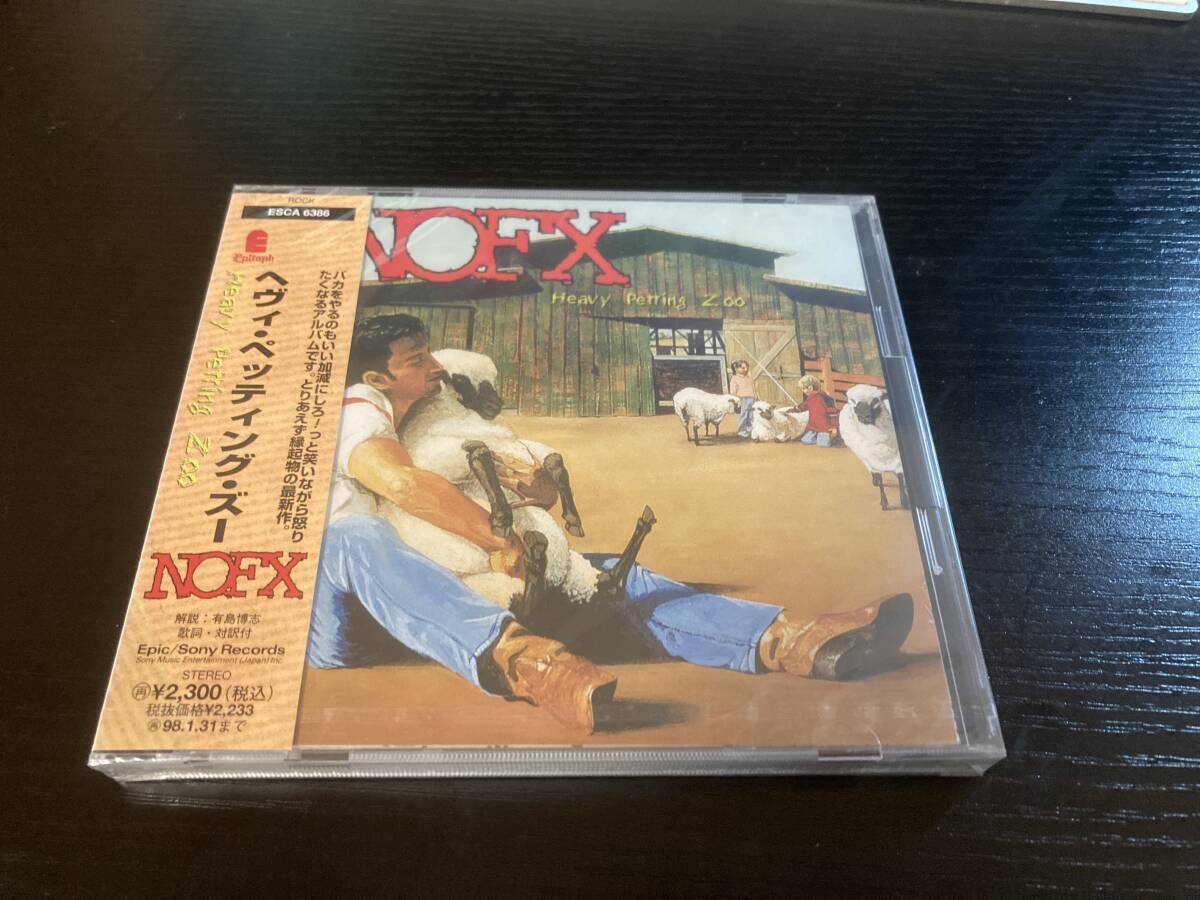 ROCK
ESCA 6386
Epitaph
ヘヴィ・ペッティング・ズー
Heavy Petting Zoo
バカをやるのもいい加減にしろ！っと笑いながら怒り
たくなるアルバムです。とりあえず縁起物の最新作。
NOFX
解説：有島博志
歌詞・対訳付
Epic/Sony Records
Sony Music Entertainment (Japan) Inc.
STEREO
再¥2,300(税込)
税抜価格¥2,233
再98.1.31まで
NOFX
Heavy Petting Zoo